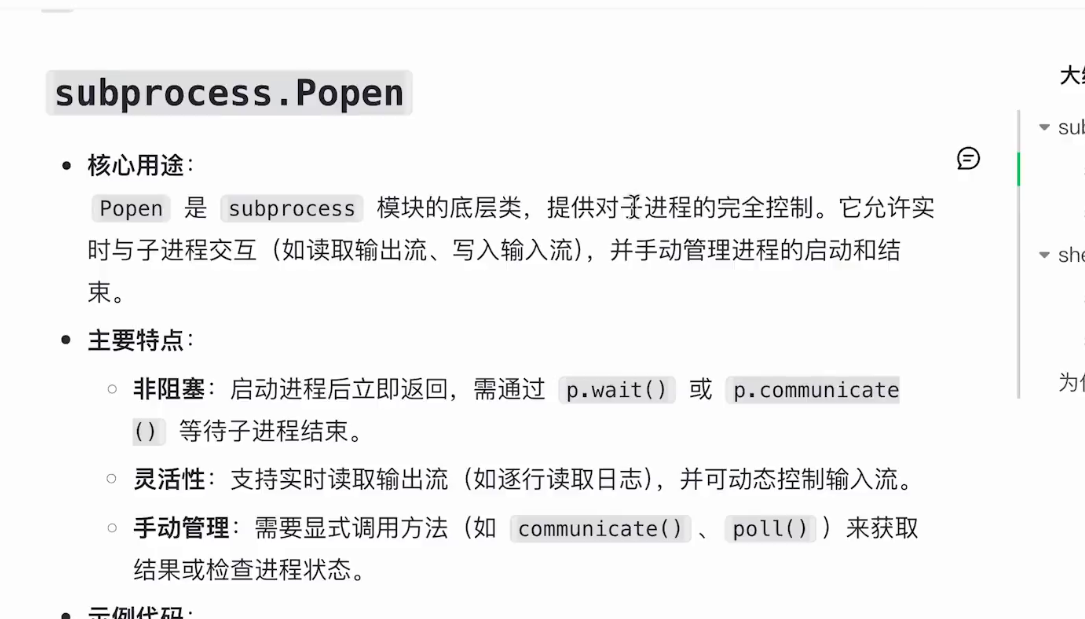 subprocess.Popen
核心用途：
Popen 是 subprocess 模块的底层类，提供对子进程的完全控制。它允许实
时与子进程交互（如读取输出流、写入输入流），并手动管理进程的启动和结
束。
主要特点：
非阻塞：启动进程后立即返回，需通过 p.wait() 或 p.communicate
() 等待子进程结束。
灵活性：支持实时读取输出流（如逐行读取日志），并可动态控制输入流。
手动管理：需要显式调用方法（如 communicate() 、 poll() ）来获取
结果或检查进程状态。
示例代码：
大
sub
she
为